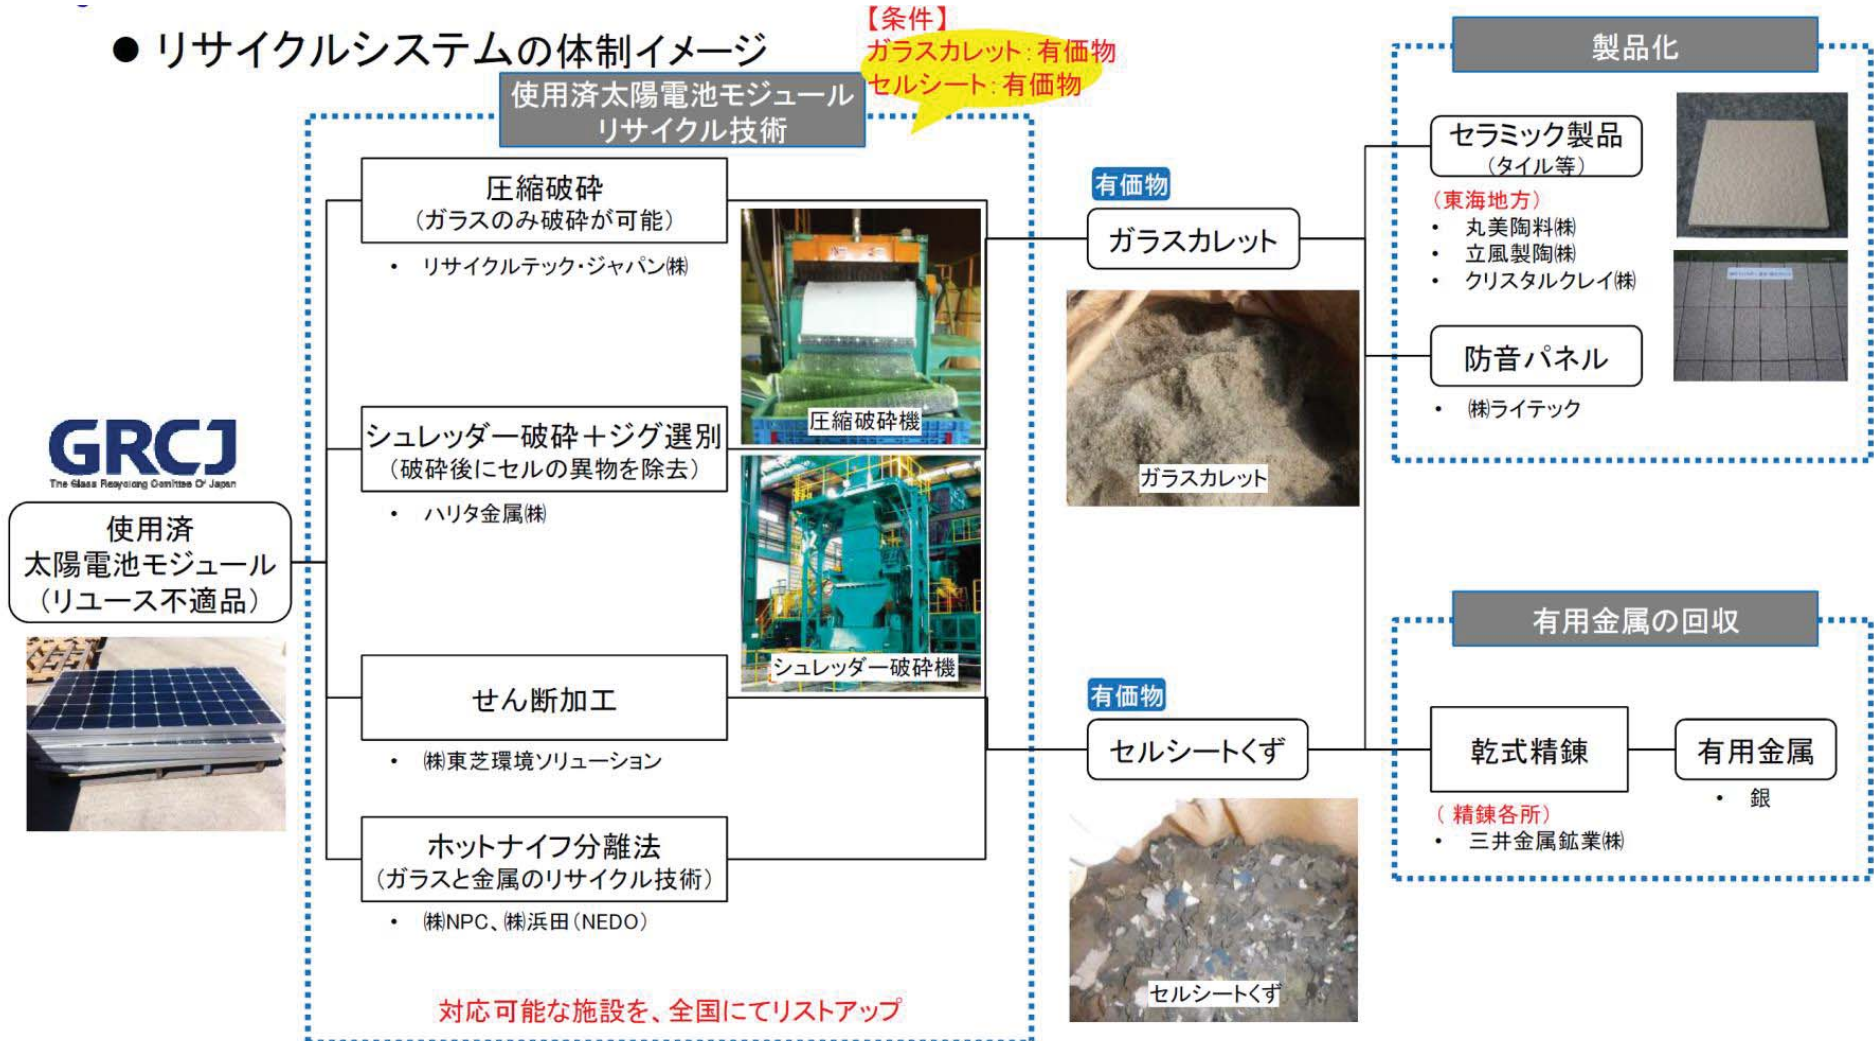 ● リサイクルシステムの体制イメージ
【条件】
ガラスカレット：有価物
セルシート：有価物
使用済太陽電池モジュール
リサイクル技術
圧縮破砕
（ガラスのみ破砕が可能）
・ リサイクルテック・ジャパン㈱
圧縮破砕機
シュレッダー破砕＋ジグ選別
（破砕後にセルの異物を除去）
・ ハリタ金属㈱
シュレッダー破砕機
せん断加工
・ ㈱東芝環境ソリューション
ホットナイフ分離法
（ガラスと金属のリサイクル技術）
・ ㈱NPC、㈱浜田（NEDO）
対応可能な施設を、全国にてリストアップ
GRCJ
The Glass Resyclong Comittee Of Japan
使用済
太陽電池モジュール
（リユース不適品）
有価物
ガラスカレット
ガラスカレット
有価物
セルシートくず
セルシートくず
製品化
セラミック製品
（タイル等）
（東海地方）
・ 丸美陶料㈱
・ 立風製陶㈱
・ クリスタルクレイ㈱
防音パネル
・ ㈱ライテック
有用金属の回収
乾式精錬
（ 精錬各所）
・ 三井金属鉱業㈱
有用金属
・ 銀